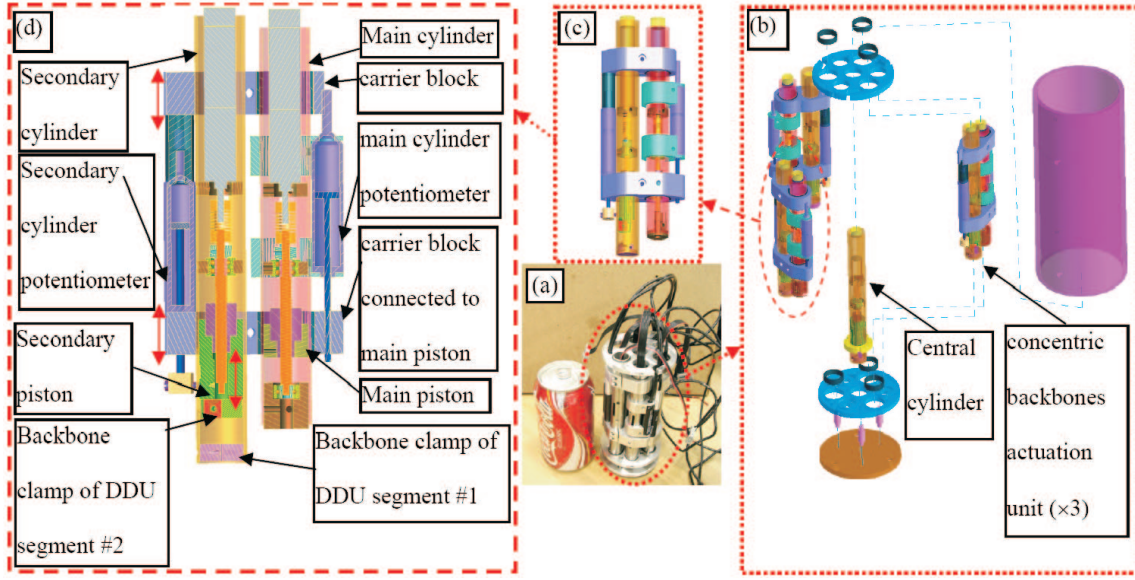 (d)
Secondary
cylinder
Secondary
cylinder
potentiometer
Secondary
piston
Backbone
clamp of DDU
segment #2
Main cylinder
carrier block
main cylinder
potentiometer
carrier block
connected to
main piston
Main piston
Backbone clamp of
DDU segment #1
(c)
(a)
Coca-Cola
(b)
Central
cylinder
concentric
backbones
actuation
unit (×3)